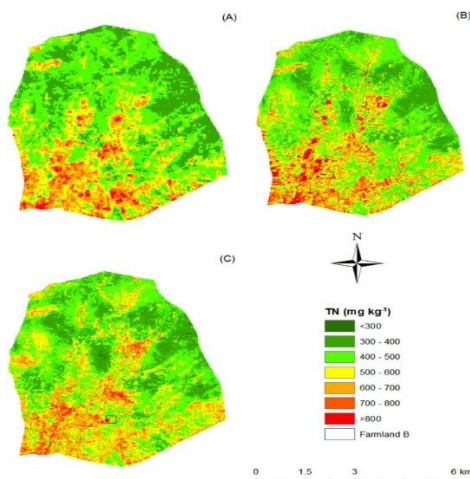 (A)
(B)
(C)
N
TN (mg kg⁻¹)
<300
300 - 400
400 - 500
500 - 600
600 - 700
700 - 800
>800
Farmland B
0 1.5 3 6 km